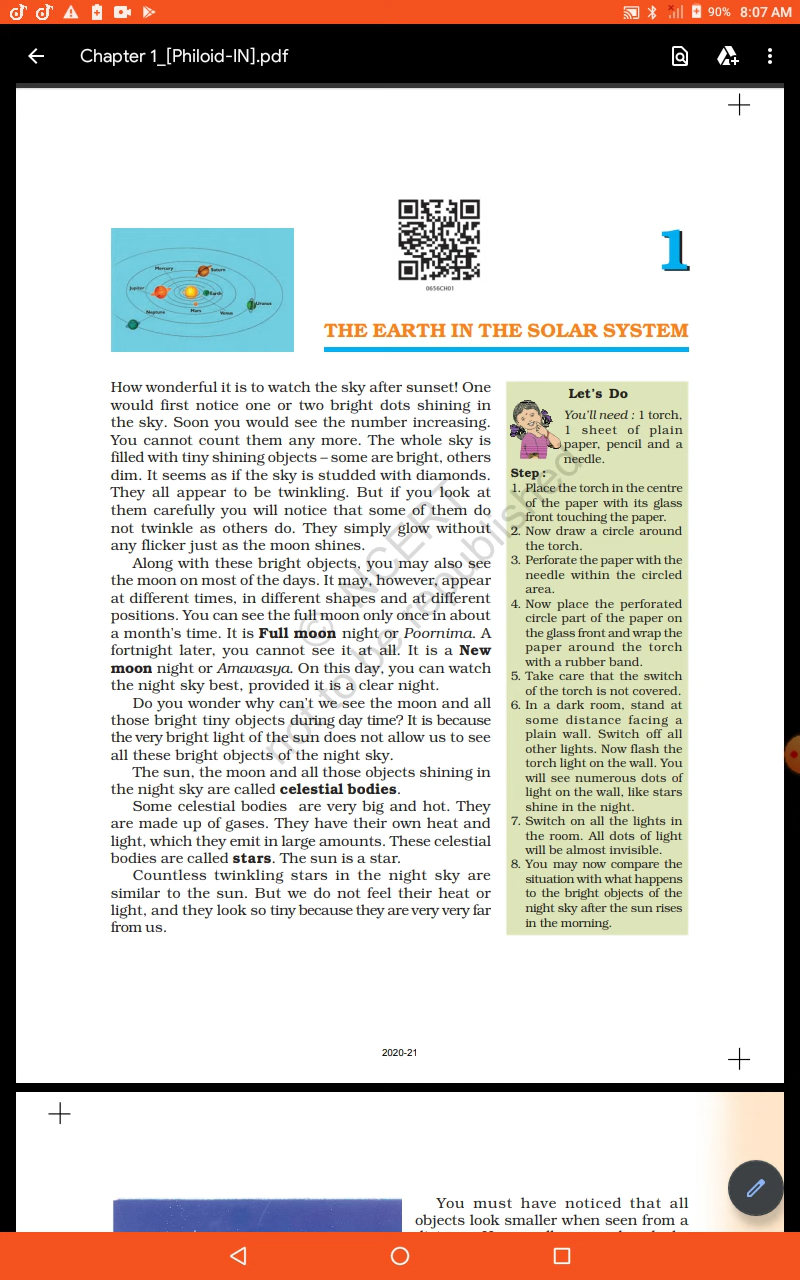 90% 8:07 AM
Chapter 1_[Philoid-IN].pdf
Mercury
Saturn
Jupiter
Earth
Uranus
Mars
Venus
Neptune
0656CH01
1
THE EARTH IN THE SOLAR SYSTEM
How wonderful it is to watch the sky after sunset! One
would first notice one or two bright dots shining in
the sky. Soon you would see the number increasing.
You cannot count them any more. The whole sky is
filled with tiny shining objects – some are bright, others
dim. It seems as if the sky is studded with diamonds.
They all appear to be twinkling. But if you look at
them carefully you will notice that some of them do
not twinkle as others do. They simply glow without
any flicker just as the moon shines.
Along with these bright objects, you may also see
the moon on most of the days. It may, however, appear
at different times, in different shapes and at different
positions. You can see the full moon only once in about
a month's time. It is Full moon night or Poornima. A
fortnight later, you cannot see it at all. It is a New
moon night or Amavasya. On this day, you can watch
the night sky best, provided it is a clear night.
Do you wonder why can't we see the moon and all
those bright tiny objects during day time? It is because
the very bright light of the sun does not allow us to see
all these bright objects of the night sky.
The sun, the moon and all those objects shining in
the night sky are called celestial bodies.
Some celestial bodies are very big and hot. They
are made up of gases. They have their own heat and
light, which they emit in large amounts. These celestial
bodies are called stars. The sun is a star.
Countless twinkling stars in the night sky are
similar to the sun. But we do not feel their heat or
light, and they look so tiny because they are very very far
from us.
Let's Do
You'll need : 1 torch,
1 sheet of plain
paper, pencil and a
needle.
Step :
1. Place the torch in the centre
of the paper with its glass
front touching the paper.
2. Now draw a circle around
the torch.
3. Perforate the paper with the
needle within the circled
area.
4. Now place the perforated
circle part of the paper on
the glass front and wrap the
paper around the torch
with a rubber band.
5. Take care that the switch
of the torch is not covered.
6. In a dark room, stand at
some distance facing a
plain wall. Switch off all
other lights. Now flash the
torch light on the wall. You
will see numerous dots of
light on the wall, like stars
shine in the night.
7. Switch on all the lights in
the room. All dots of light
will be almost invisible.
8. You may now compare the
situation with what happens
to the bright objects of the
night sky after the sun rises
in the morning.
© NCERT
not to be republished
2020-21
You must have noticed that all
objects look smaller when seen from a